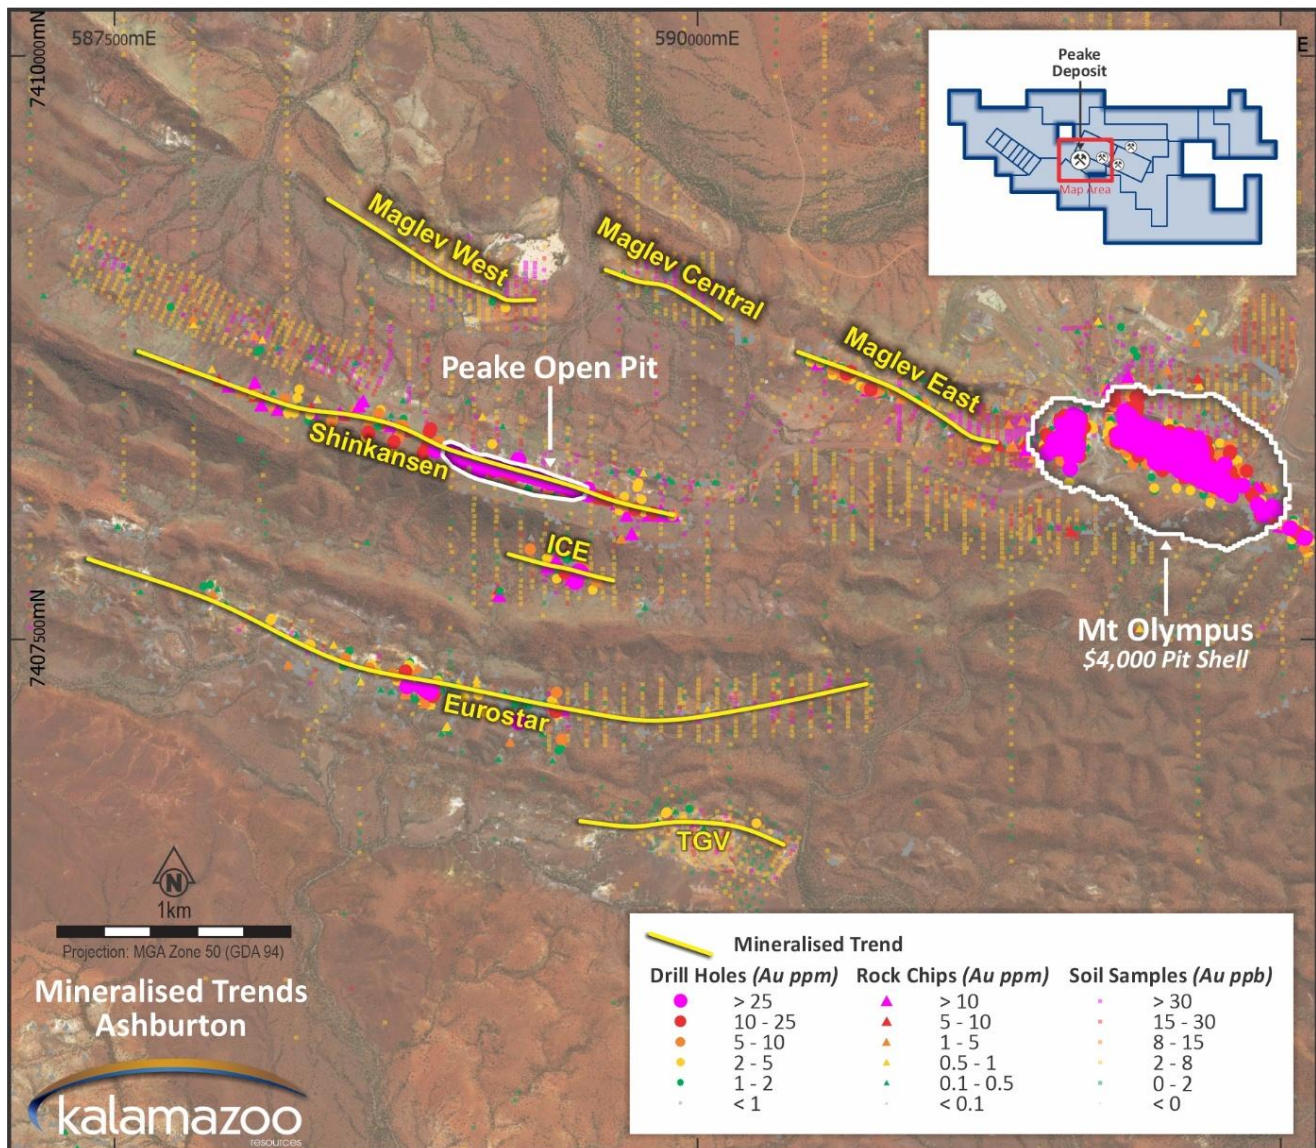 587500mE
590000mE
E
7410000mN
7407500mN
Peake
Deposit
Map Area
Maglev West
Maglev Central
Maglev East
Peake Open Pit
Shinkansen
ICE
Eurostar
TGV
Mt Olympus
$4,000 Pit Shell
N
1km
Projection: MGA Zone 50 (GDA 94)
Mineralised Trends
Ashburton
kalamazoo
resources
Mineralised Trend
Drill Holes (Au ppm) Rock Chips (Au ppm) Soil Samples (Au ppb)
> 25 > 10 > 30
10 - 25 5 - 10 15 - 30
5 - 10 1 - 5 8 - 15
2 - 5 0.5 - 1 2 - 8
1 - 2 0.1 - 0.5 0 - 2
< 1 < 0.1 < 0